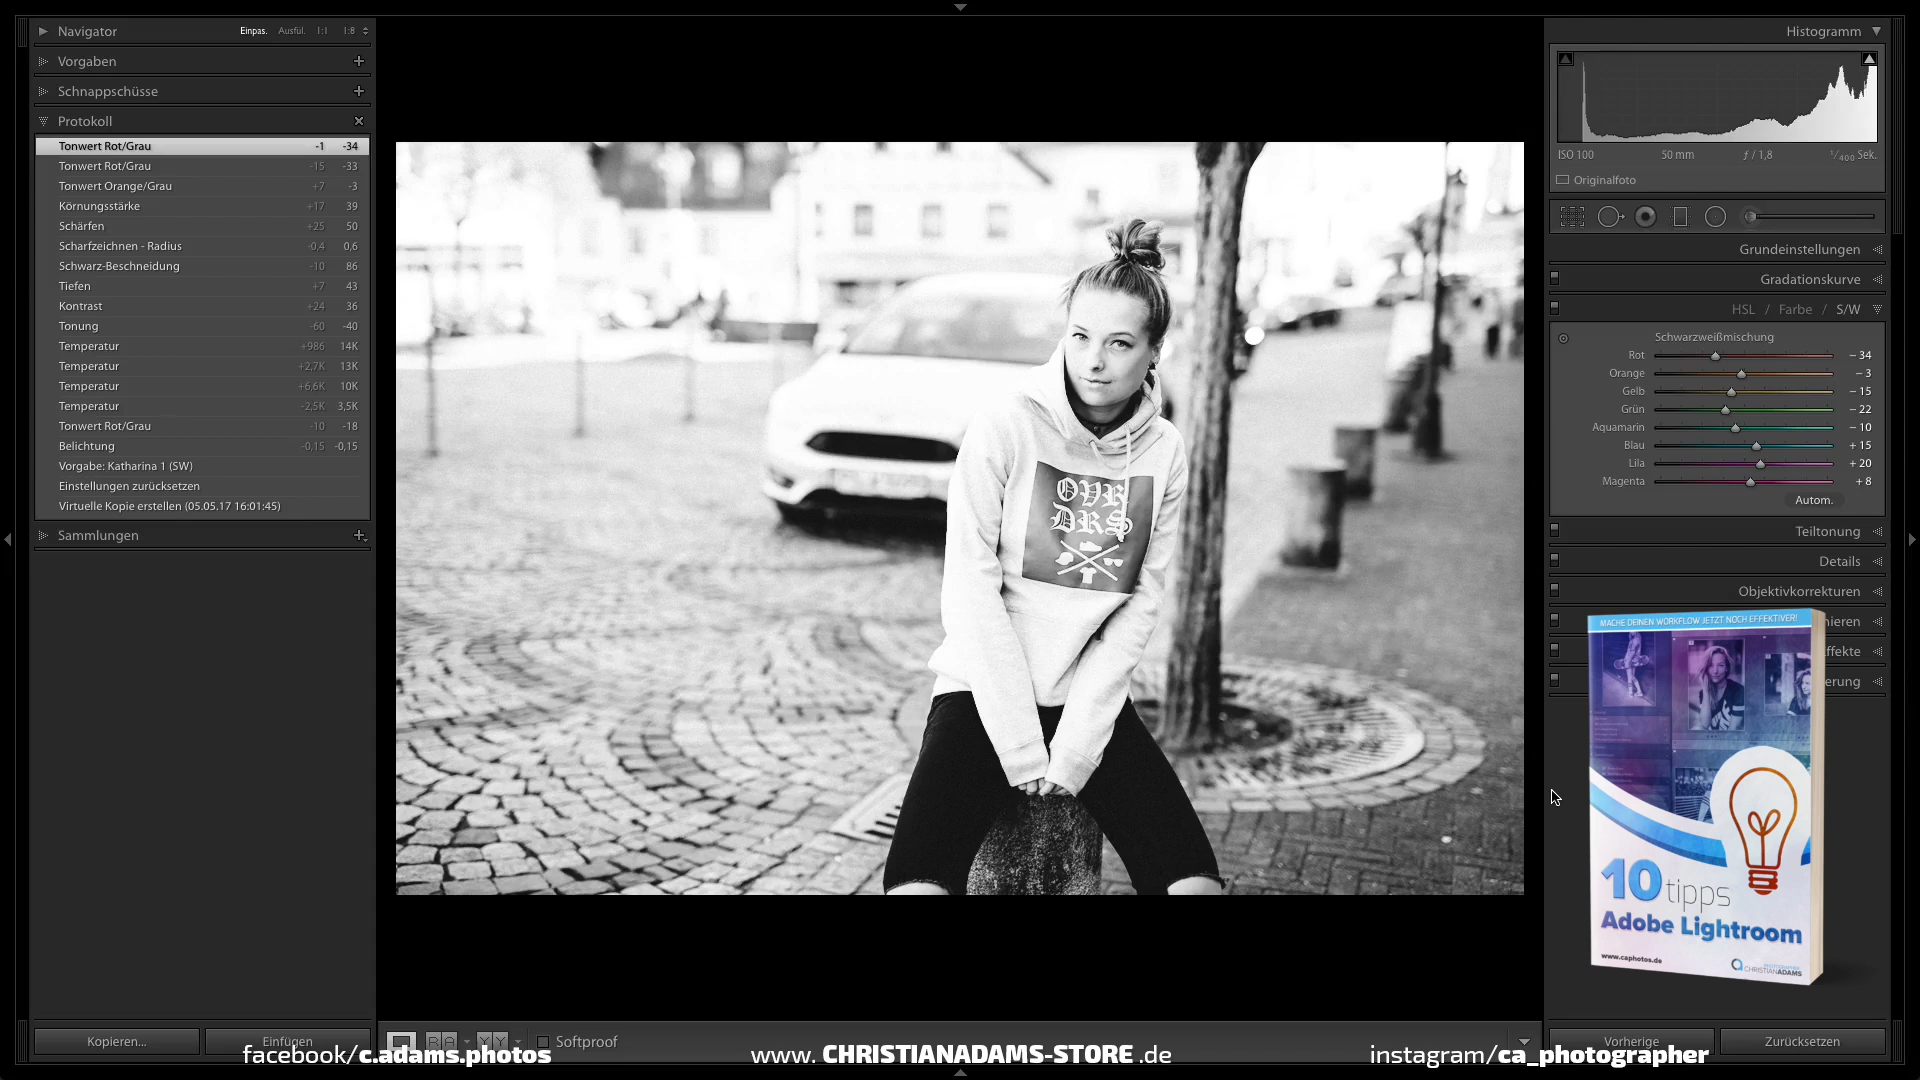 Navigator Einpas. Ausfül. 1:1 1:8
Vorgaben
Schnappschüsse
Protokoll
Tonwert Rot/Grau -1 -34
Tonwert Rot/Grau -15 -33
Tonwert Orange/Grau +7 -3
Körnungsstärke +17 39
Schärfen +25 50
Scharfzeichnen - Radius -0,4 0,6
Schwarz-Beschneidung -10 86
Tiefen +7 43
Kontrast +24 36
Tonung -60 -40
Temperatur +986 14K
Temperatur +2,7K 13K
Temperatur +6,6K 10K
Temperatur -2,5K 3,5K
Tonwert Rot/Grau -10 -18
Belichtung -0,15 -0,15
Vorgabe: Katharina 1 (SW)
Einstellungen zurücksetzen
Virtuelle Kopie erstellen (05.05.17 16:01:45)
Sammlungen
Kopieren... Einfügen
OVR
DRS
Histogramm
ISO 100 50 mm ƒ / 1,8 1/400 Sek.
Originalfoto
Grundeinstellungen
Gradationskurve
HSL / Farbe / S/W
Schwarzweißmischung
Rot – 34
Orange – 3
Gelb – 15
Grün – 22
Aquamarin – 10
Blau + 15
Lila + 20
Magenta + 8
Autom.
Teiltonung
Details
Objektivkorrekturen
mieren
ffekte
erung
MACHE DEINEN WORKFLOW JETZT NOCH EFFEKTIVER!
10 tipps
Adobe Lightroom
www.caphotos.de
CHRISTIANADAMS
Softproof
Vorherige Zurücksetzen
facebook/c.adams.photos www. CHRISTIANADAMS-STORE .de instagram/ca_photographer